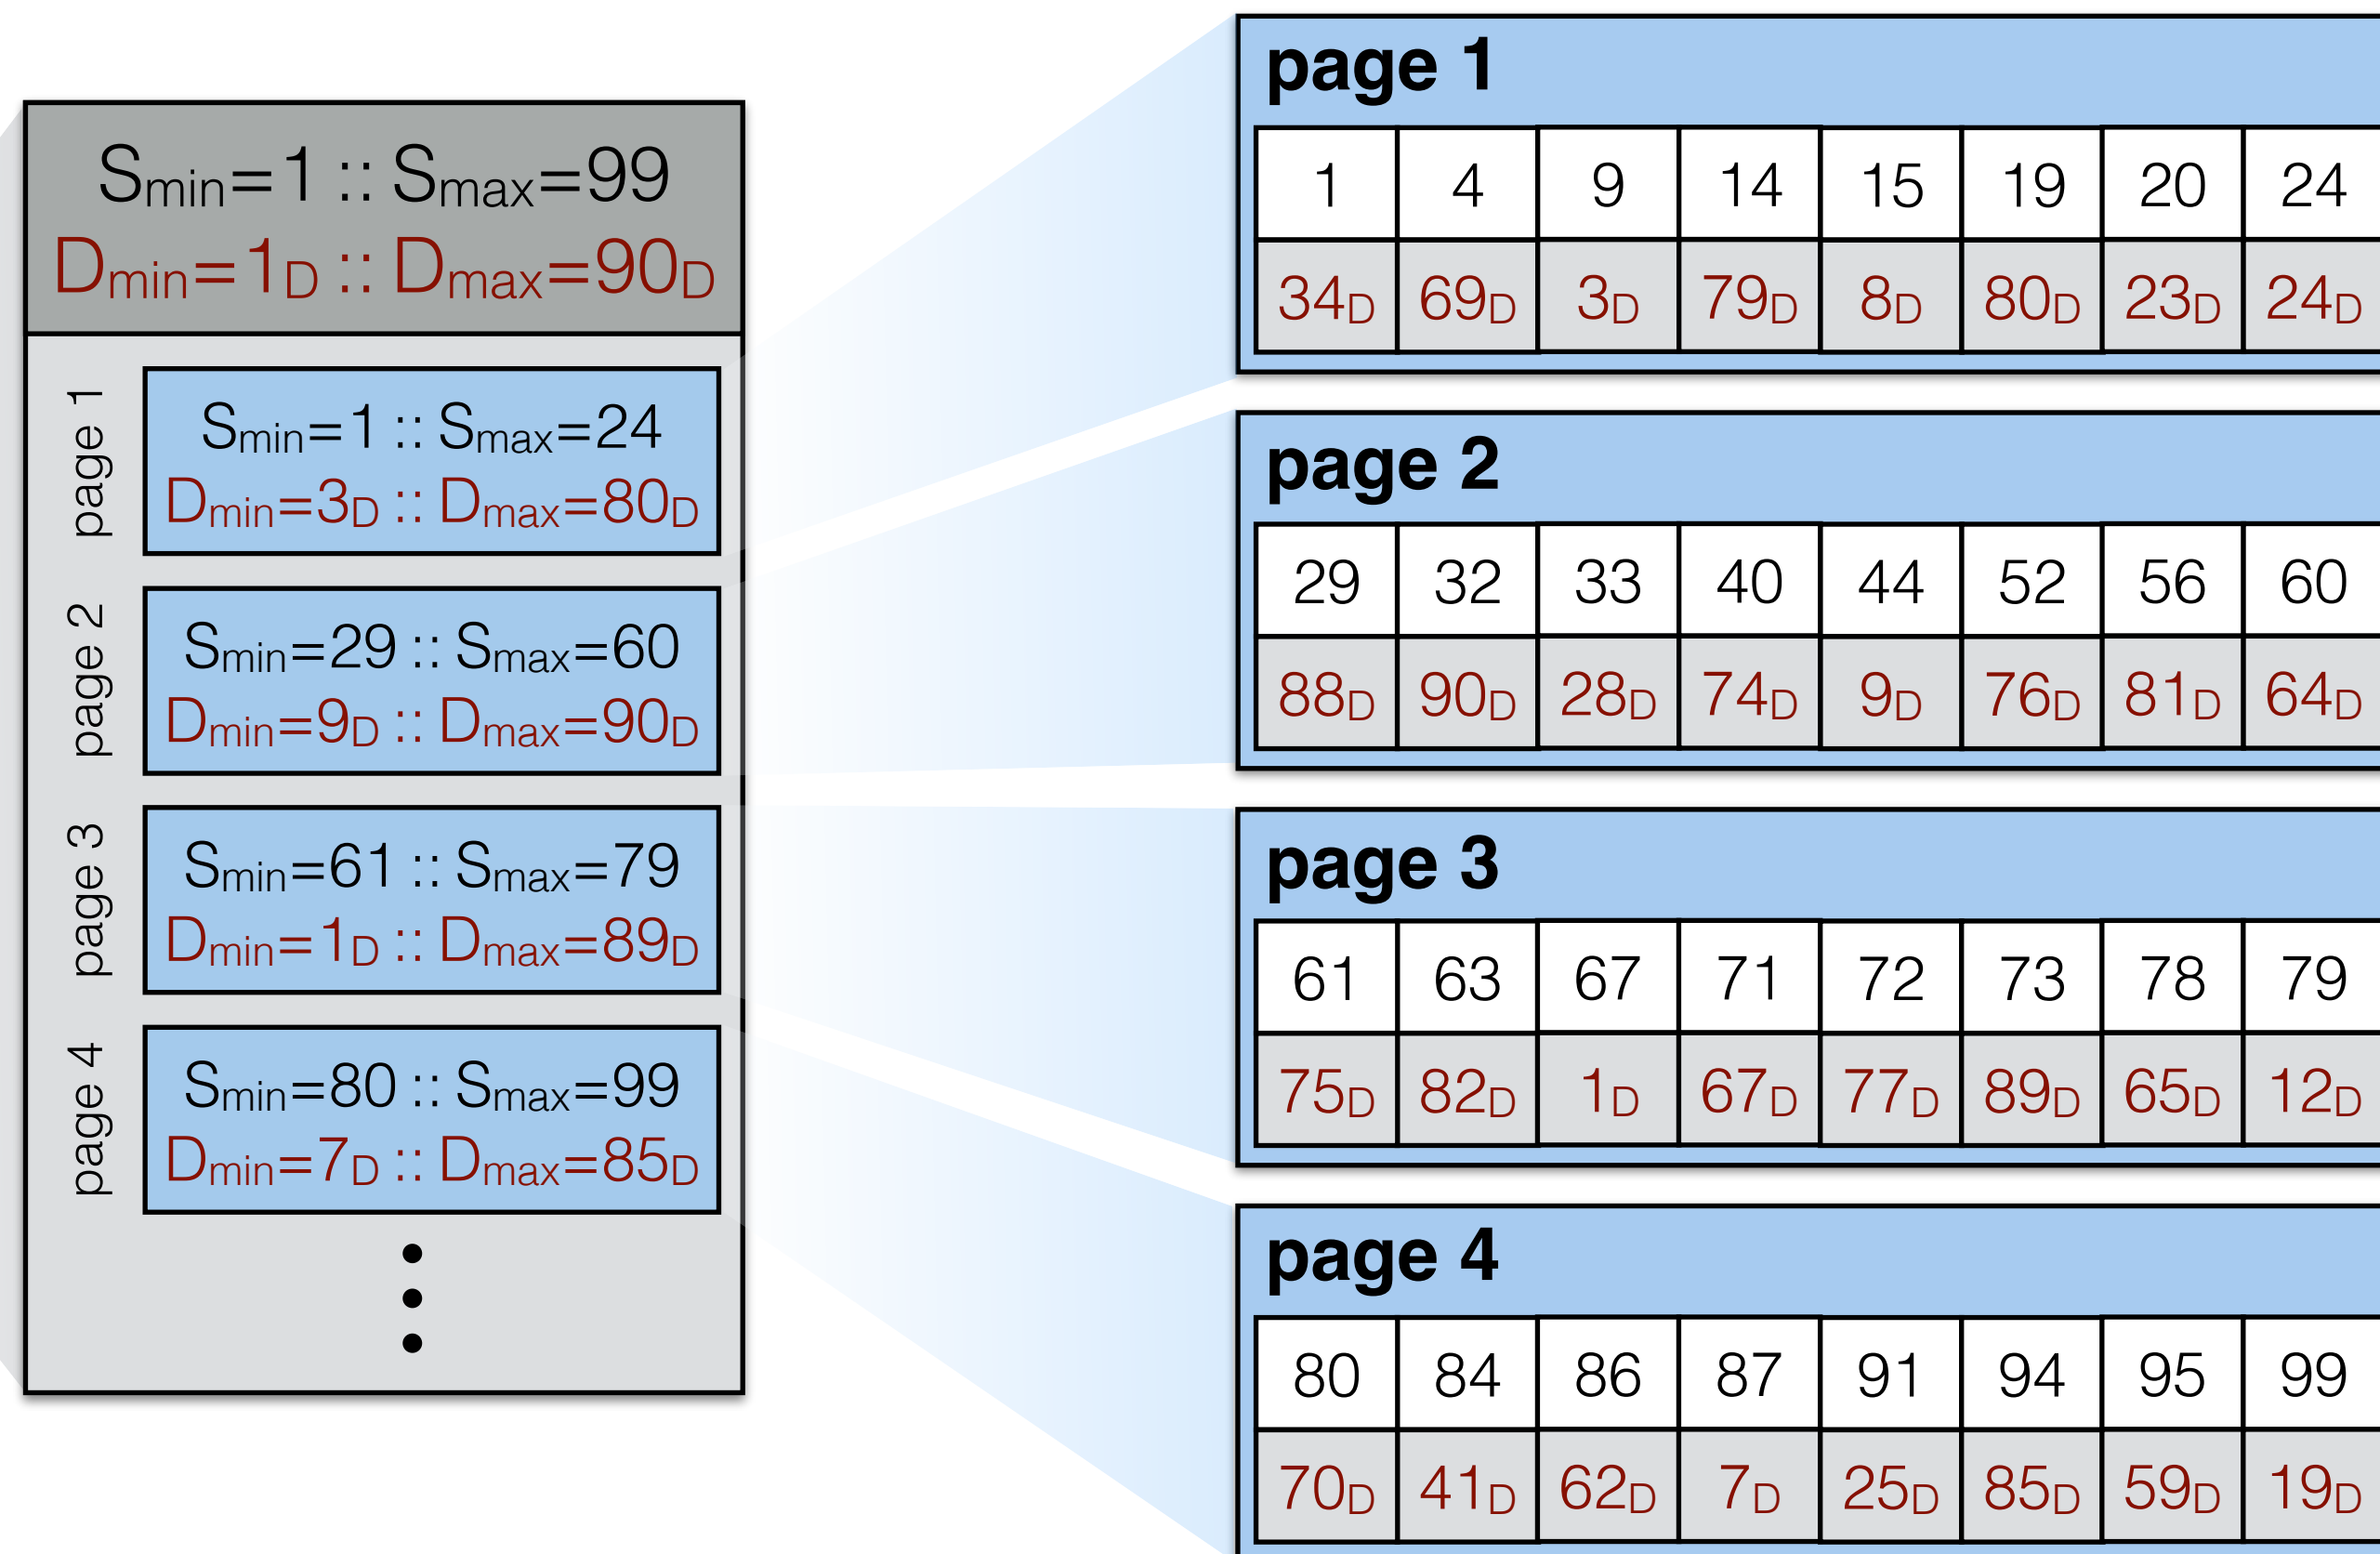 Smin=1 :: Smax=99
Dmin=1D :: Dmax=90D
page 1
Smin=1 :: Smax=24
Dmin=3D :: Dmax=80D
page 2
Smin=29 :: Smax=60
Dmin=9D :: Dmax=90D
page 3
Smin=61 :: Smax=79
Dmin=1D :: Dmax=89D
page 4
Smin=80 :: Smax=99
Dmin=7D :: Dmax=85D
page 1
1 4 9 14 15 19 20 24
34D 69D 3D 79D 8D 80D 23D 24D
page 2
29 32 33 40 44 52 56 60
88D 90D 28D 74D 9D 76D 81D 64D
page 3
61 63 67 71 72 73 78 79
75D 82D 1D 67D 77D 89D 65D 12D
page 4
80 84 86 87 91 94 95 99
70D 41D 62D 7D 25D 85D 59D 19D